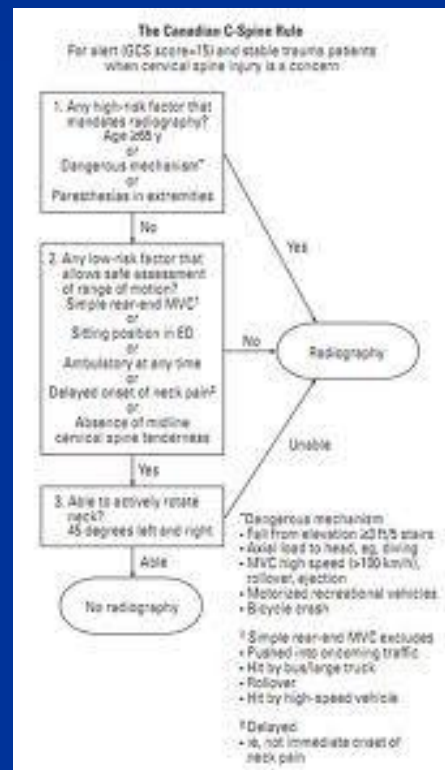 The Canadian C-Spine Rule
For alert (GCS score=15) and stable trauma patients
when cervical spine injury is a concern
1. Any high-risk factor that
mandates radiography?
Age ≥65 y
or
Dangerous mechanism*
or
Paresthesias in extremities
No
Yes
2. Any low-risk factor that
allows safe assessment
of range of motion?
Simple rear-end MVC†
or
Sitting position in ED
or
Ambulatory at any time
or
Delayed onset of neck pain‡
or
Absence of midline
cervical spine tenderness
No
Radiography
Yes
Unable
3. Able to actively rotate
neck?
45 degrees left and right
Able
No radiography
*Dangerous mechanism
• Fall from elevation ≥3 ft/5 stairs
• Axial load to head, eg, diving
• MVC high speed (>100 km/h),
rollover, ejection
• Motorized recreational vehicles
• Bicycle crash
†Simple rear-end MVC excludes
• Pushed into oncoming traffic
• Hit by bus/large truck
• Rollover
• Hit by high-speed vehicle
‡Delayed
• ie, not immediate onset of
neck pain